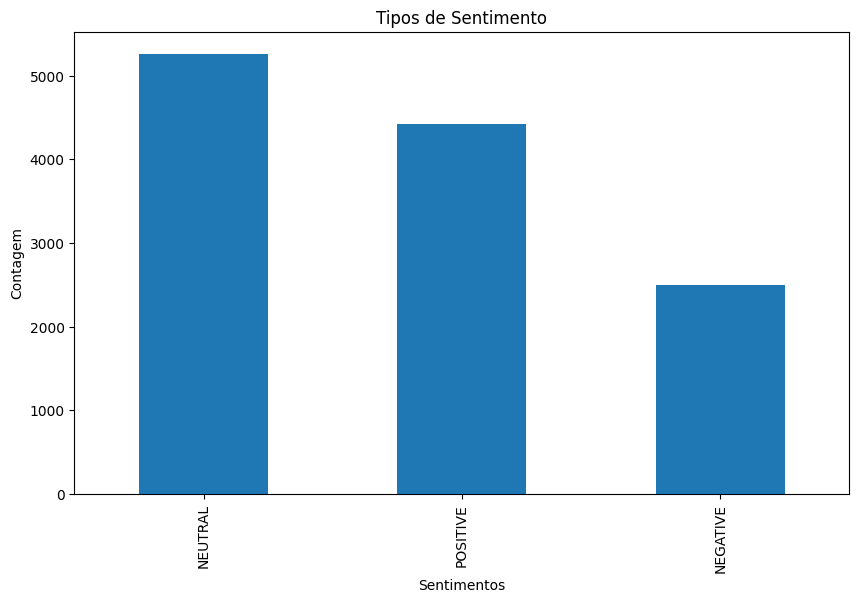 Tipos de Sentimento
5000
4000
3000
2000
1000
0
Contagem
NEUTRAL
POSITIVE
NEGATIVE
Sentimentos